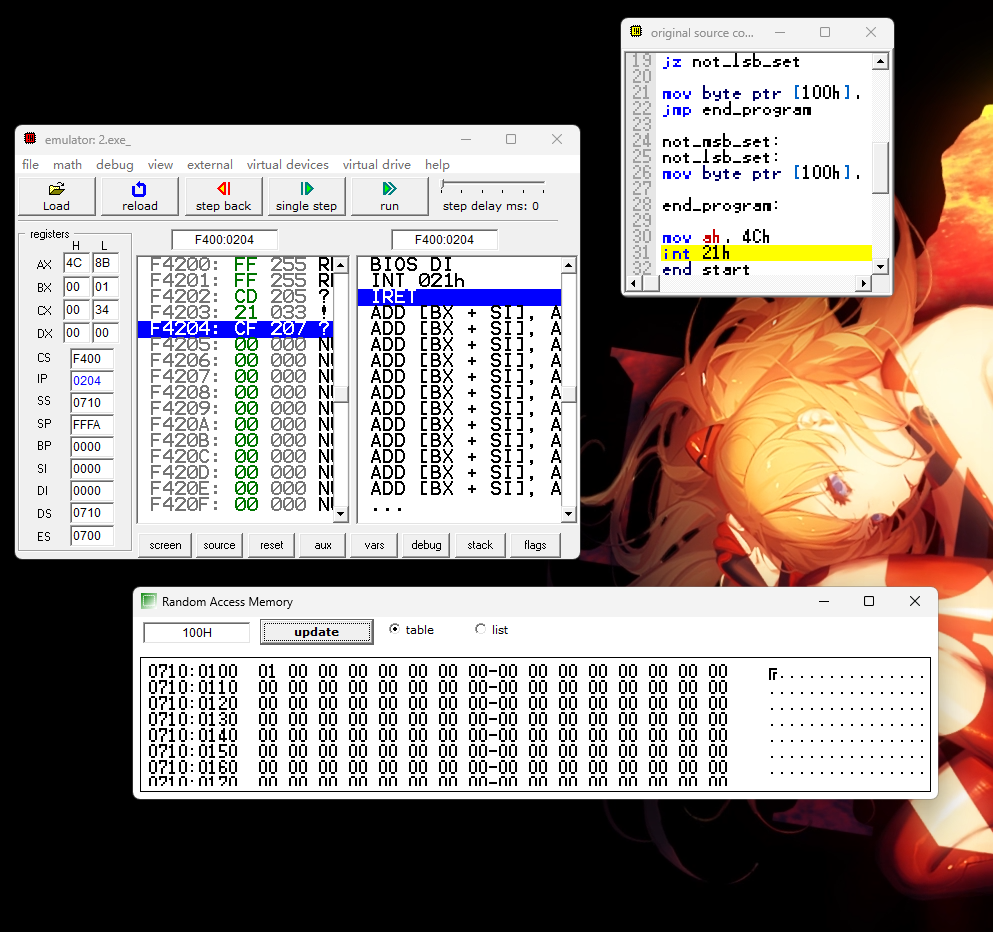 original source co...
19 jz not_lsb_set
20
21 mov byte ptr [100h],
22 jmp end_program
23
24 not_msb_set:
25 not_lsb_set:
26 mov byte ptr [100h],
27
28 end_program:
29
30 mov ah, 4Ch
31 int 21h
32 end start
emulator: 2.exe_
file math debug view external virtual devices virtual drive help
Load reload step back single step run step delay ms: 0
registers F400:0204 F400:0204
H L
AX 4C 8B
BX 00 01
CX 00 34
DX 00 00
CS F400
IP 0204
SS 0710
SP FFFA
BP 0000
SI 0000
DI 0000
DS 0710
ES 0700
F4200: FF 255 RE
F4201: FF 255 RE
F4202: CD 205 ?
F4203: 21 033 !
F4204: CF 207 ?
F4205: 00 000 NU
F4206: 00 000 NU
F4207: 00 000 NU
F4208: 00 000 NU
F4209: 00 000 NU
F420A: 00 000 NU
F420B: 00 000 NU
F420C: 00 000 NU
F420D: 00 000 NU
F420E: 00 000 NU
F420F: 00 000 NU
BIOS DI
INT 021h
IRET
ADD [BX + SI], A
ADD [BX + SI], A
ADD [BX + SI], A
ADD [BX + SI], A
ADD [BX + SI], A
ADD [BX + SI], A
ADD [BX + SI], A
ADD [BX + SI], A
ADD [BX + SI], A
ADD [BX + SI], A
ADD [BX + SI], A
ADD [BX + SI], A
...
screen source reset aux vars debug stack flags
Random Access Memory
100H update table list
0710:0100 01 00 00 00 00 00 00 00-00 00 00 00 00 00 00 00 ...............
0710:0110 00 00 00 00 00 00 00 00-00 00 00 00 00 00 00 00 ................
0710:0120 00 00 00 00 00 00 00 00-00 00 00 00 00 00 00 00 ................
0710:0130 00 00 00 00 00 00 00 00-00 00 00 00 00 00 00 00 ................
0710:0140 00 00 00 00 00 00 00 00-00 00 00 00 00 00 00 00 ................
0710:0150 00 00 00 00 00 00 00 00-00 00 00 00 00 00 00 00 ................
0710:0160 00 00 00 00 00 00 00 00-00 00 00 00 00 00 00 00 ................
0710:0170 00 00 00 00 00 00 00 00-00 00 00 00 00 00 00 00